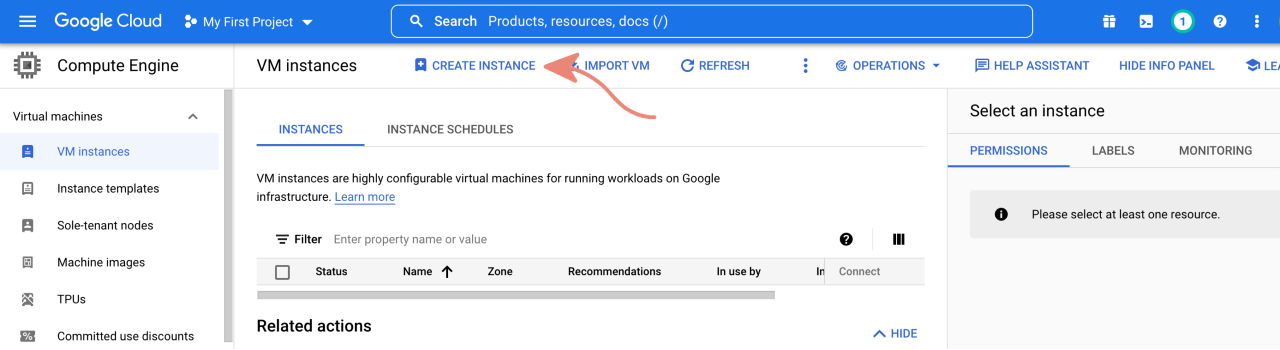 Google Cloud My First Project Search Products, resources, docs (/) 1
Compute Engine
VM instances CREATE INSTANCE IMPORT VM REFRESH OPERATIONS HELP ASSISTANT HIDE INFO PANEL LEA
Virtual machines
VM instances
Instance templates
Sole-tenant nodes
Machine images
TPUs
Committed use discounts
INSTANCES INSTANCE SCHEDULES
VM instances are highly configurable virtual machines for running workloads on Google
infrastructure. Learn more
Filter Enter property name or value
Status Name Zone Recommendations In use by In Connect
Related actions
HIDE
Select an instance
PERMISSIONS LABELS MONITORING
Please select at least one resource.